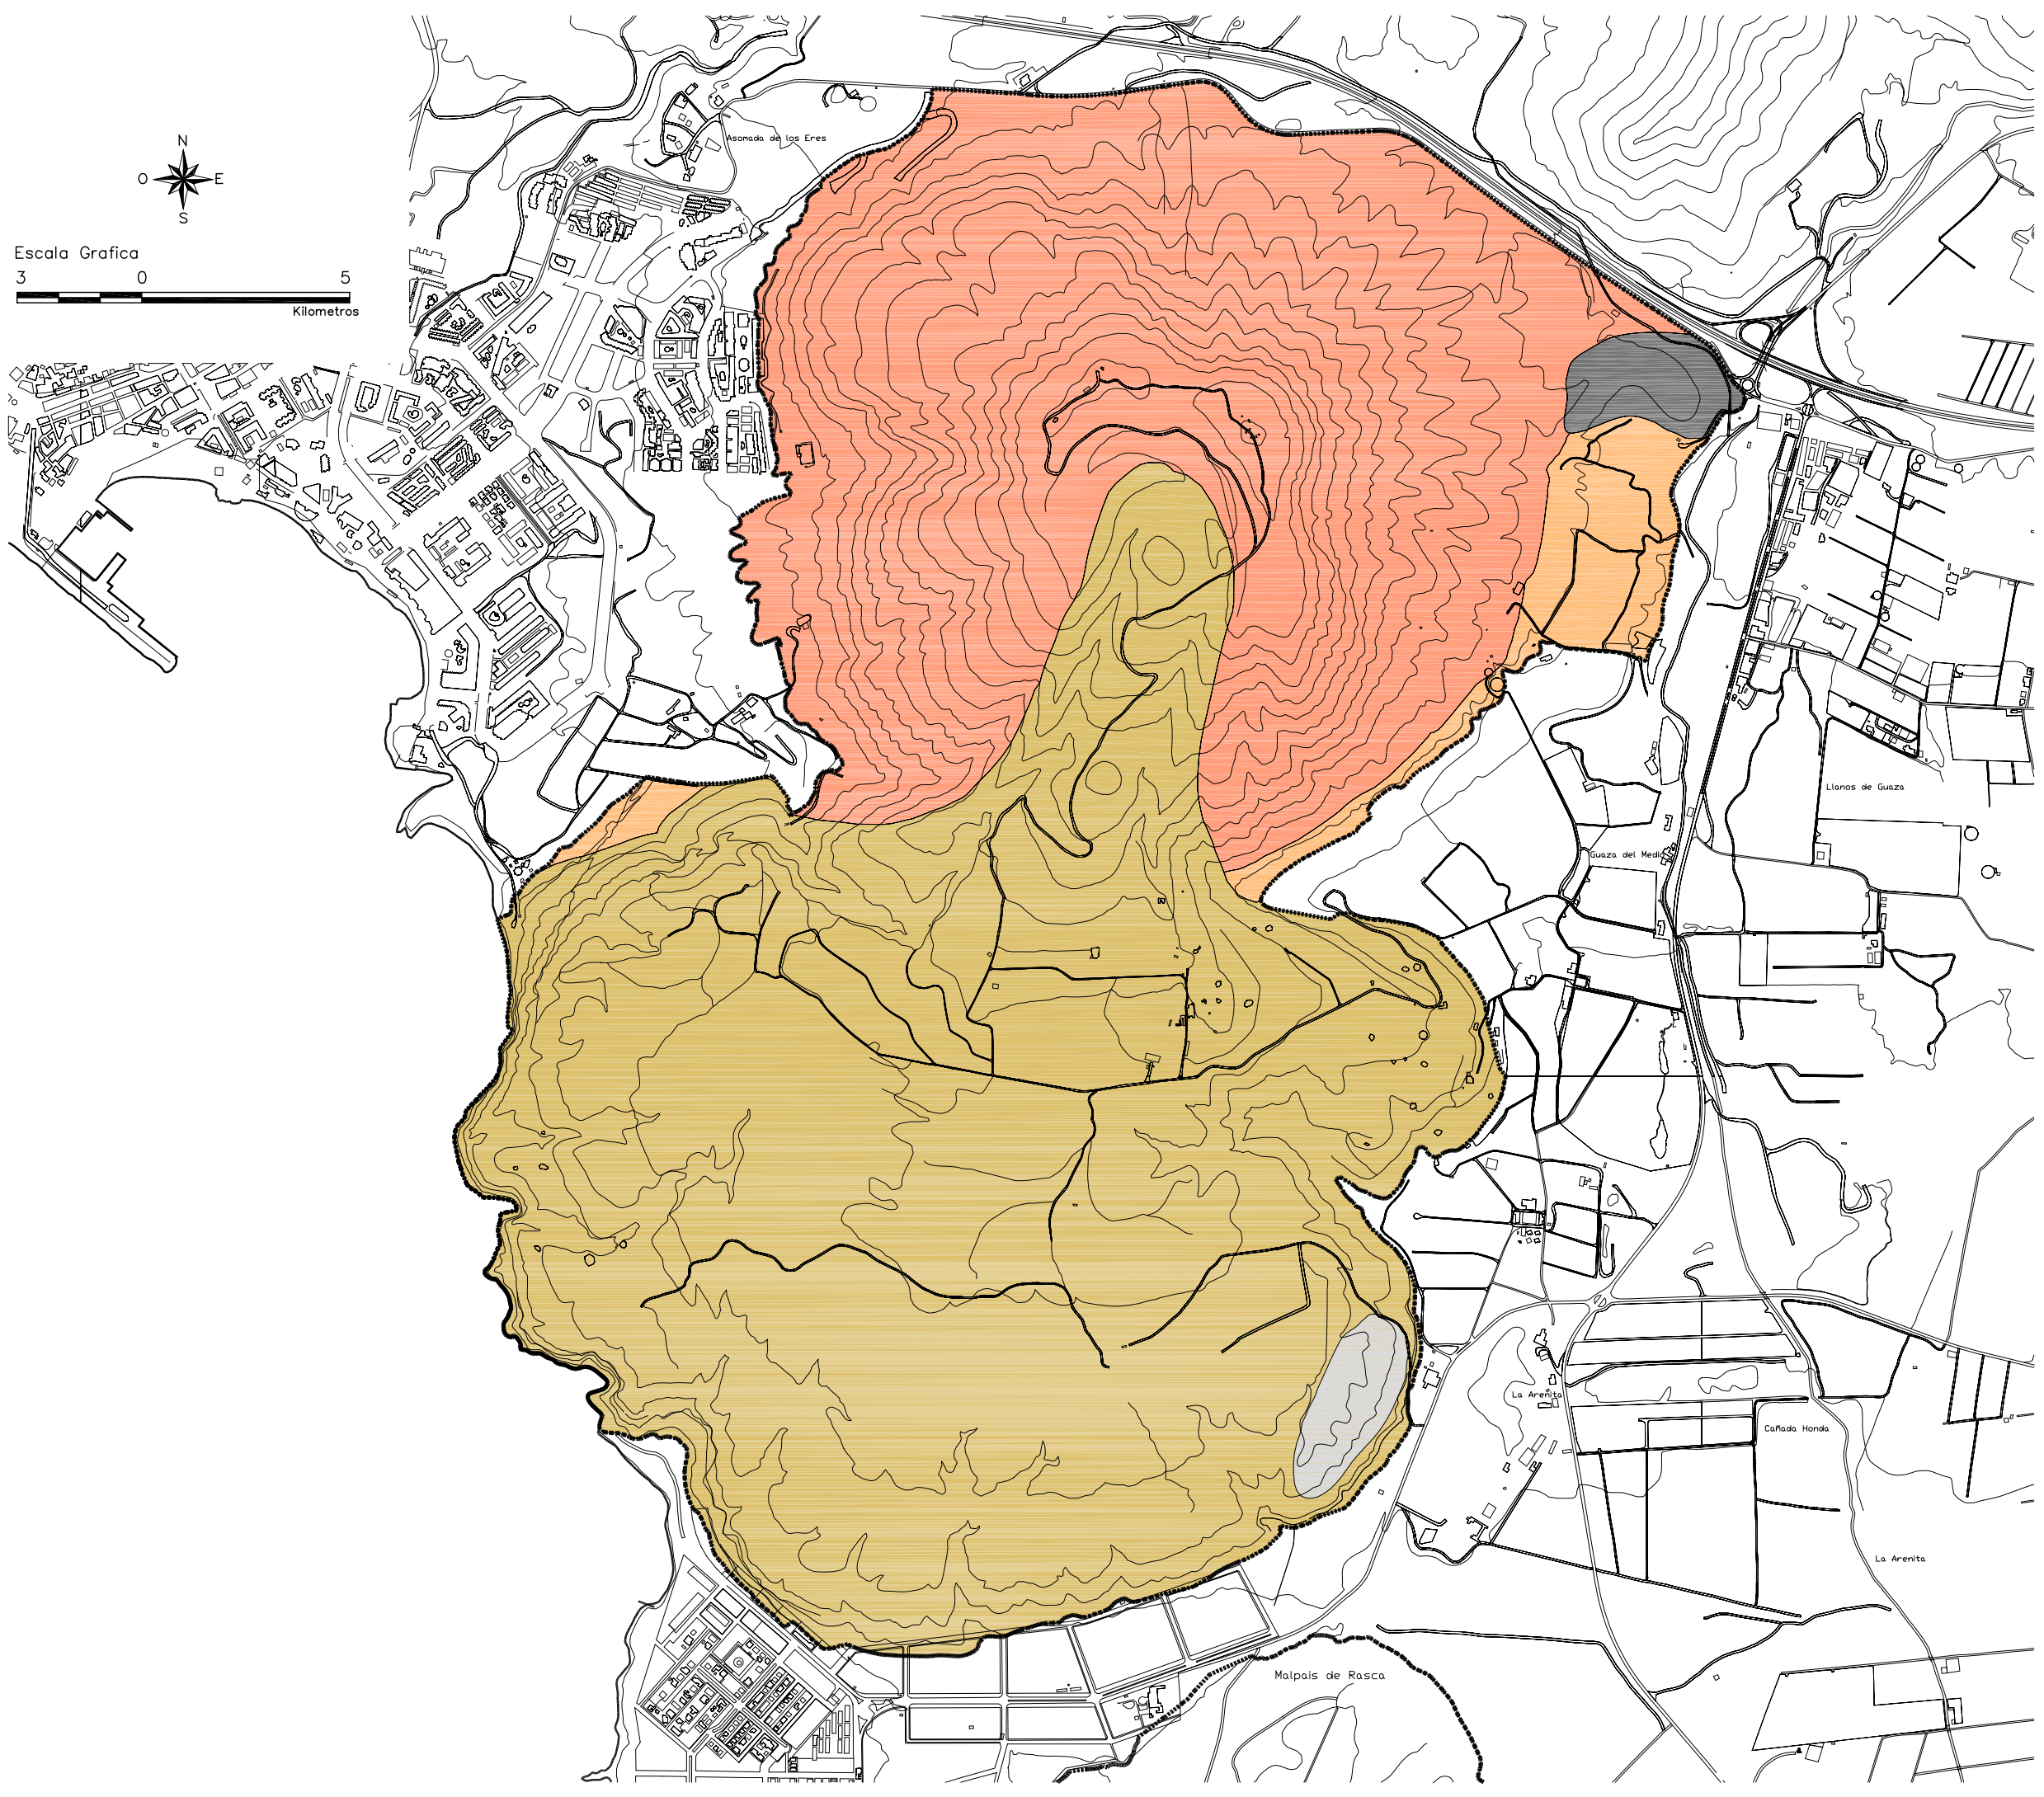 Asomada de los Eres
N
O
E
S
Escala Grafica
3
0
5
Kilometros
Llanos de Guaza
Guaza del Medio
La Arenita
Cañada Honda
La Arenita
Malpais de Rasca